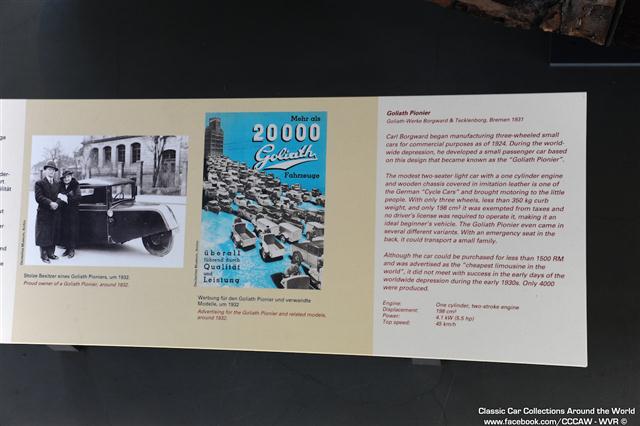 Mehr als
20000
Goliath
Fahrzeuge
überall
führend durch
Qualität
und
Leistung
Stolze Besitzer eines Goliath Pioniers, um 1932.
Proud owner of a Goliath Pionier, around 1932.
Werbung für den Goliath Pionier und verwandte
Modelle, um 1932
Advertising for the Goliath Pionier and related models,
around 1932.
Goliath Pionier
Goliath-Werke Borgward & Tecklenborg, Bremen 1931
Carl Borgward began manufacturing three-wheeled small
cars for commercial purposes as of 1924. During the world-
wide depression, he developed a small passenger car based
on this design that became known as the "Goliath Pionier".
The modest two-seater light car with a one cylinder engine
and wooden chassis covered in imitation leather is one of
the German "Cycle Cars" and brought motoring to the little
people. With only three wheels, less than 350 kg curb
weight, and only 198 cm³ it was exempted from taxes and
no driver's license was required to operate it, making it an
ideal beginner's vehicle. The Goliath Pionier even came in
several different variants. With an emergency seat in the
back, it could transport a small family.
Although the car could be purchased for less than 1500 RM
and was advertised as the "cheapest limousine in the
world", it did not meet with success in the early days of the
worldwide depression during the early 1930s. Only 4000
were produced.
Engine: One cylinder, two-stroke engine
Displacement: 198 cm³
Power: 4.1 kW (5.5 hp)
Top speed: 45 km/h
Classic Car Collections Around the World
www.facebook.com/CCCAW - WVR ©